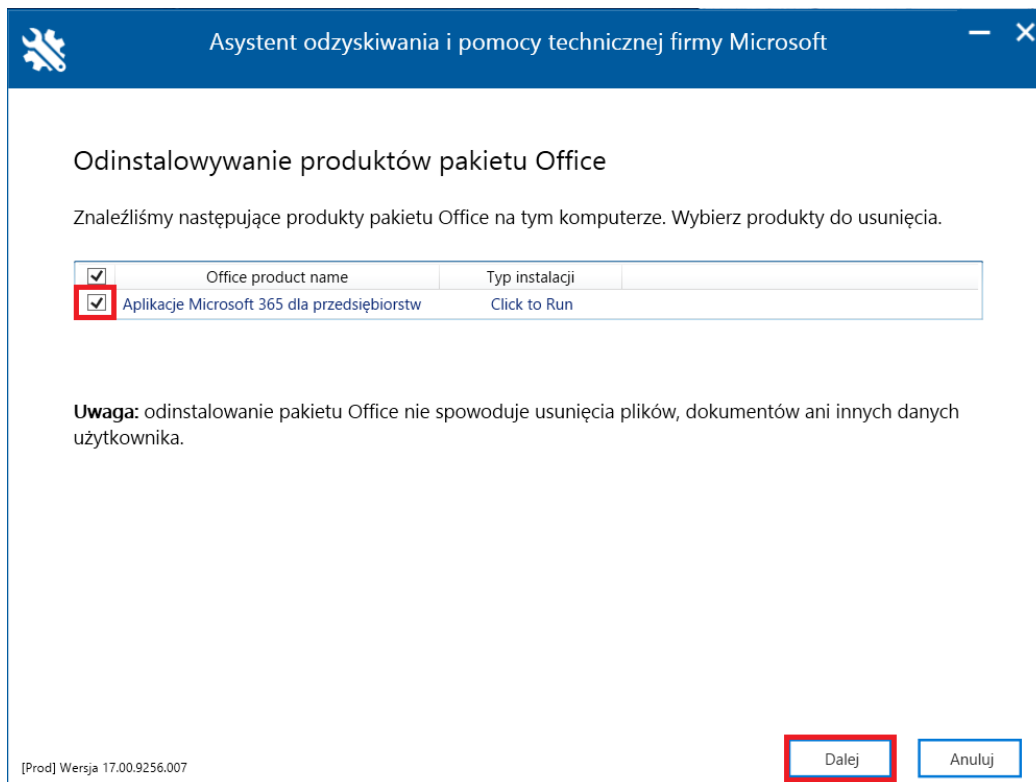 Asystent odzyskiwania i pomocy technicznej firmy Microsoft
Odinstalowywanie produktów pakietu Office
Znaleźliśmy następujące produkty pakietu Office na tym komputerze. Wybierz produkty do usunięcia.
Office product name Typ instalacji
Aplikacje Microsoft 365 dla przedsiębiorstw Click to Run
Uwaga: odinstalowanie pakietu Office nie spowoduje usunięcia plików, dokumentów ani innych danych
użytkownika.
Dalej Anuluj
[Prod] Wersja 17.00.9256.007